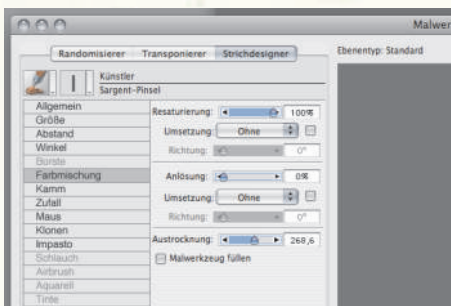 Malwer
Randomisierer Transponierer Strichdesigner
Ebenentyp: Standard
Künstler
Sargent-Pinsel
Allgemein
Größe
Abstand
Winkel
Borste
Farbmischung
Kamm
Zufall
Maus
Klonen
Impasto
Schlauch
Airbrush
Aquarell
Tinte
Resaturierung: 100%
Umsetzung: Ohne
Richtung: 0°
Anlösung: 0%
Umsetzung: Ohne
Richtung: 0°
Austrocknung: 268,6
Malwerkzeug füllen